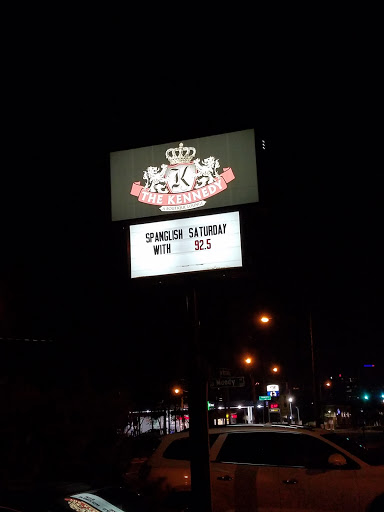 K
THE KENNEDY
SPANGLISH SATURDAY
WITH 92.5